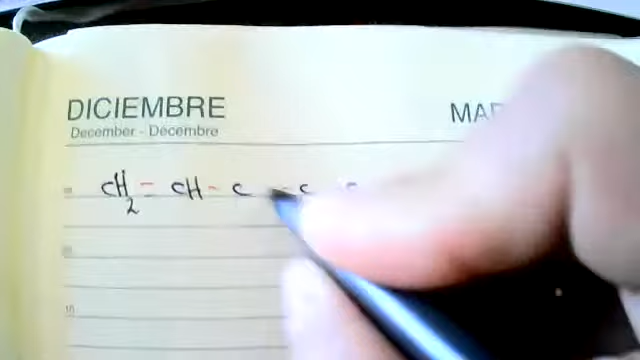 DICIEMBRE
December - Décembre
CH2 - CH - C - C